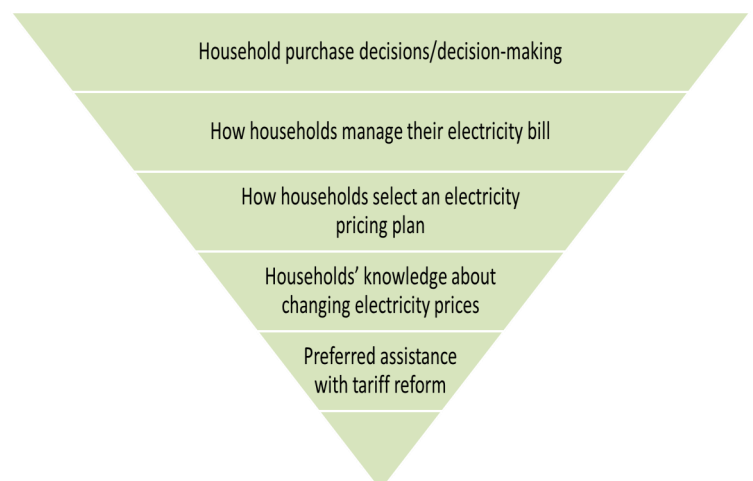 Household purchase decisions/decision-making
How households manage their electricity bill
How households select an electricity
pricing plan
Households’ knowledge about
changing electricity prices
Preferred assistance
with tariff reform